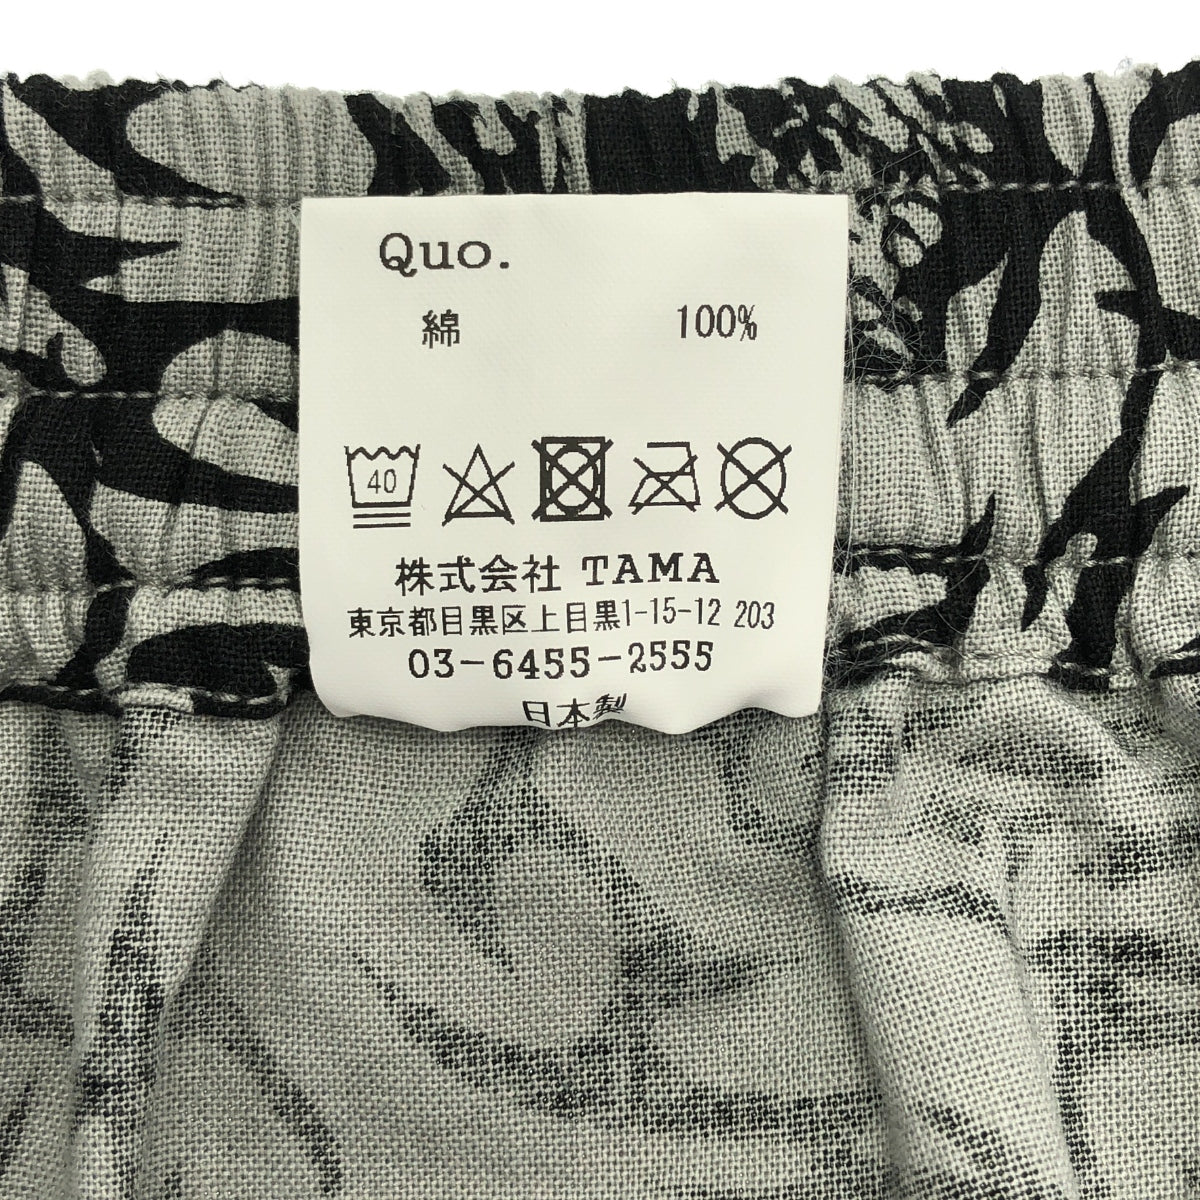 Quo.
綿 100%
40
株式会社 TAMA
東京都目黒区上目黒1-15-12 203
03-6455-2555
日本製